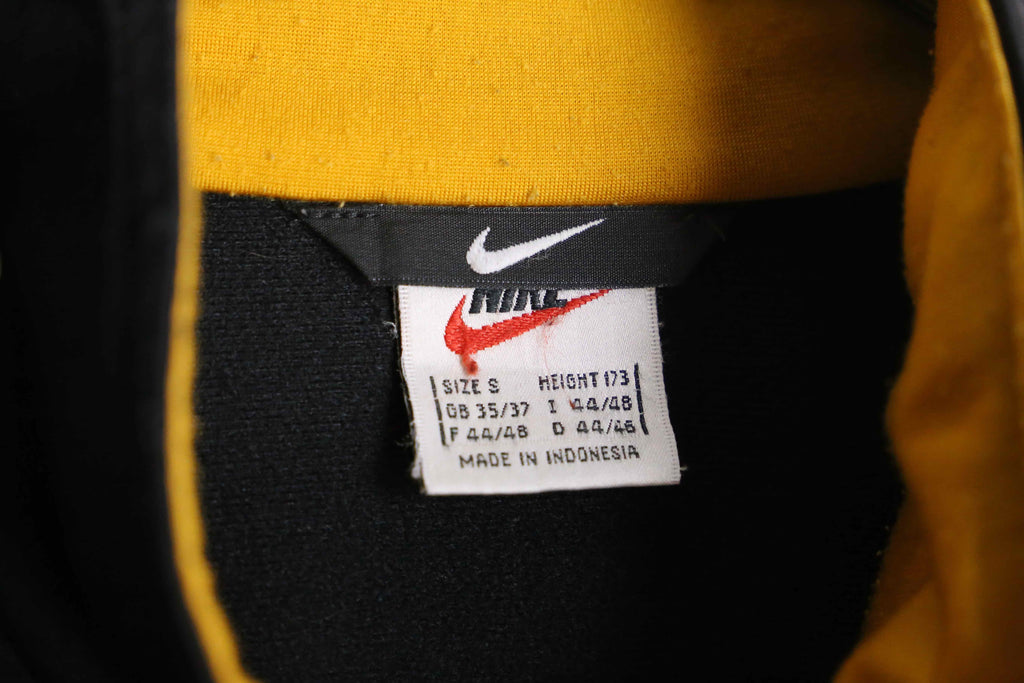 NIKE
SIZE S HEIGHT 173
GB 35/37 I 44/48
F 44/48 D 44/46
MADE IN INDONESIA